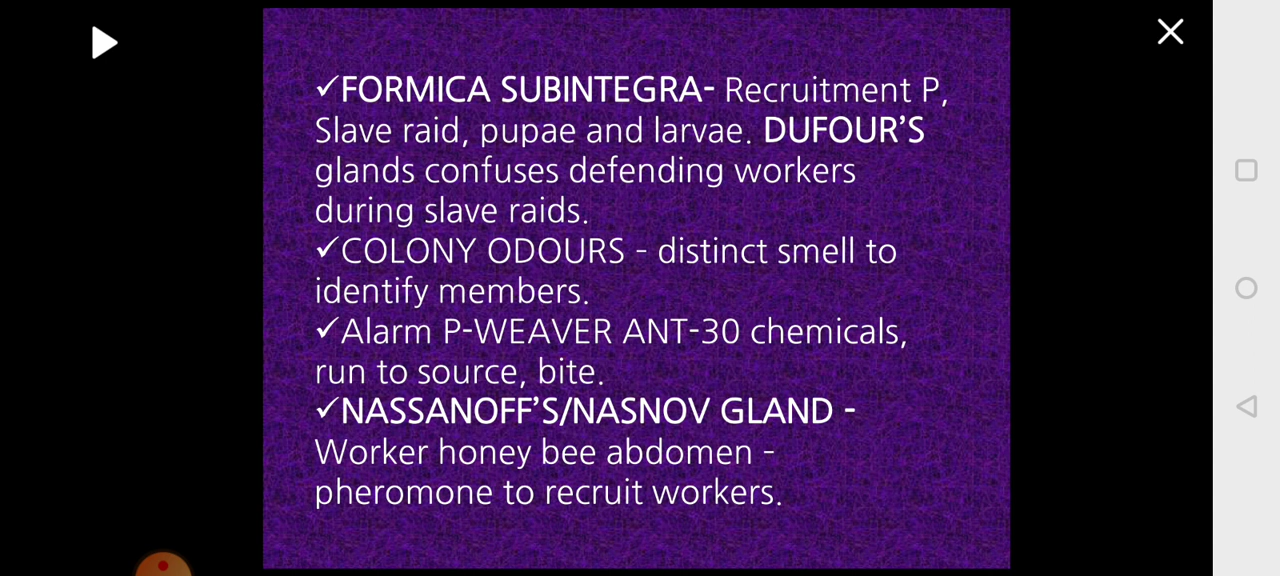 ✓FORMICA SUBINTEGRA- Recruitment P,
Slave raid, pupae and larvae. DUFOUR’S
glands confuses defending workers
during slave raids.
✓COLONY ODOURS - distinct smell to
identify members.
✓Alarm P-WEAVER ANT-30 chemicals,
run to source, bite.
✓NASSANOFF’S/NASNOV GLAND -
Worker honey bee abdomen -
pheromone to recruit workers.